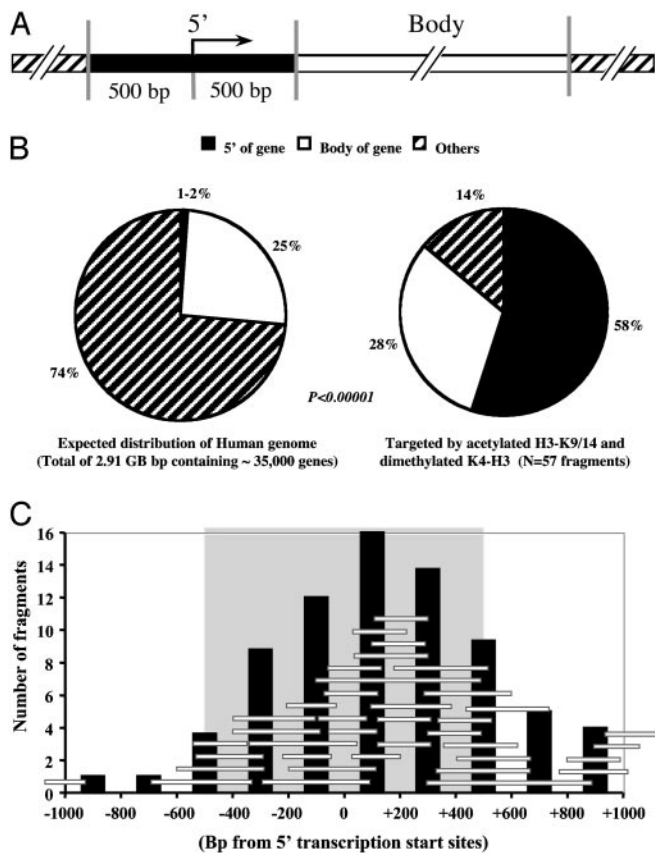 A
5'
Body
500 bp
500 bp
B
5' of gene
Body of gene
Others
1-2%
25%
74%
14%
58%
28%
P<0.00001
Expected distribution of Human genome
(Total of 2.91 GB bp containing ~ 35,000 genes)
Targeted by acetylated H3-K9/14 and
dimethylated K4-H3 (N=57 fragments)
C
Number of fragments
16
14
12
10
8
6
4
2
0
-1000
-800
-600
-400
-200
0
+200
+400
+600
+800
+1000
(Bp from 5' transcription start sites)